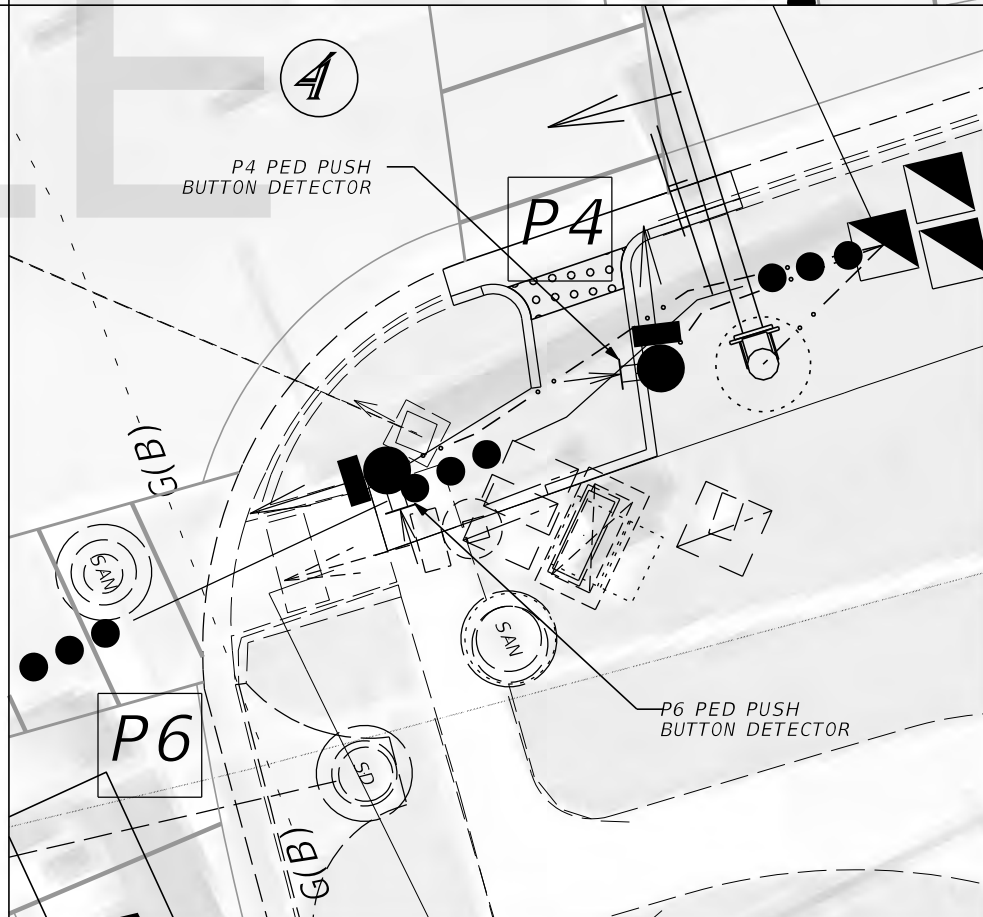 4
P4 PED PUSH
BUTTON DETECTOR
P4
G(B)
SAN
SAN
P6
P6 PED PUSH
BUTTON DETECTOR
SD
G(B)